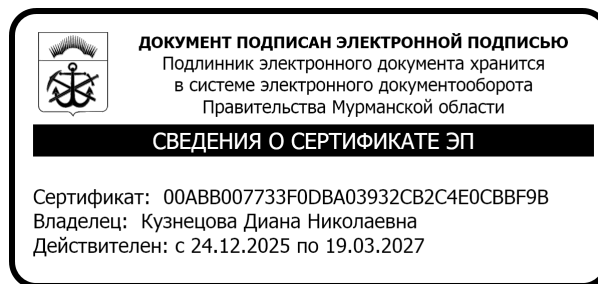 ДОКУМЕНТ ПОДПИСАН ЭЛЕКТРОННОЙ ПОДПИСЬЮ
Подлинник электронного документа хранится
в системе электронного документооборота
Правительства Мурманской области
СВЕДЕНИЯ О СЕРТИФИКАТЕ ЭП
Сертификат: 00ABB007733F0DBA03932CB2C4E0CBBF9B
Владелец: Кузнецова Диана Николаевна
Действителен: с 24.12.2025 по 19.03.2027